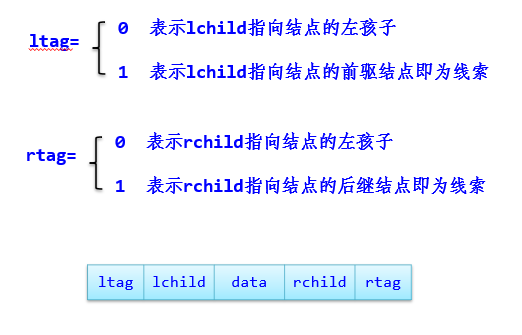 0 表示lchild指向结点的左孩子
ltag=
1 表示lchild指向结点的前驱结点即为线索
0 表示rchild指向结点的左孩子
rtag=
1 表示rchild指向结点的后继结点即为线索
ltag lchild data rchild rtag